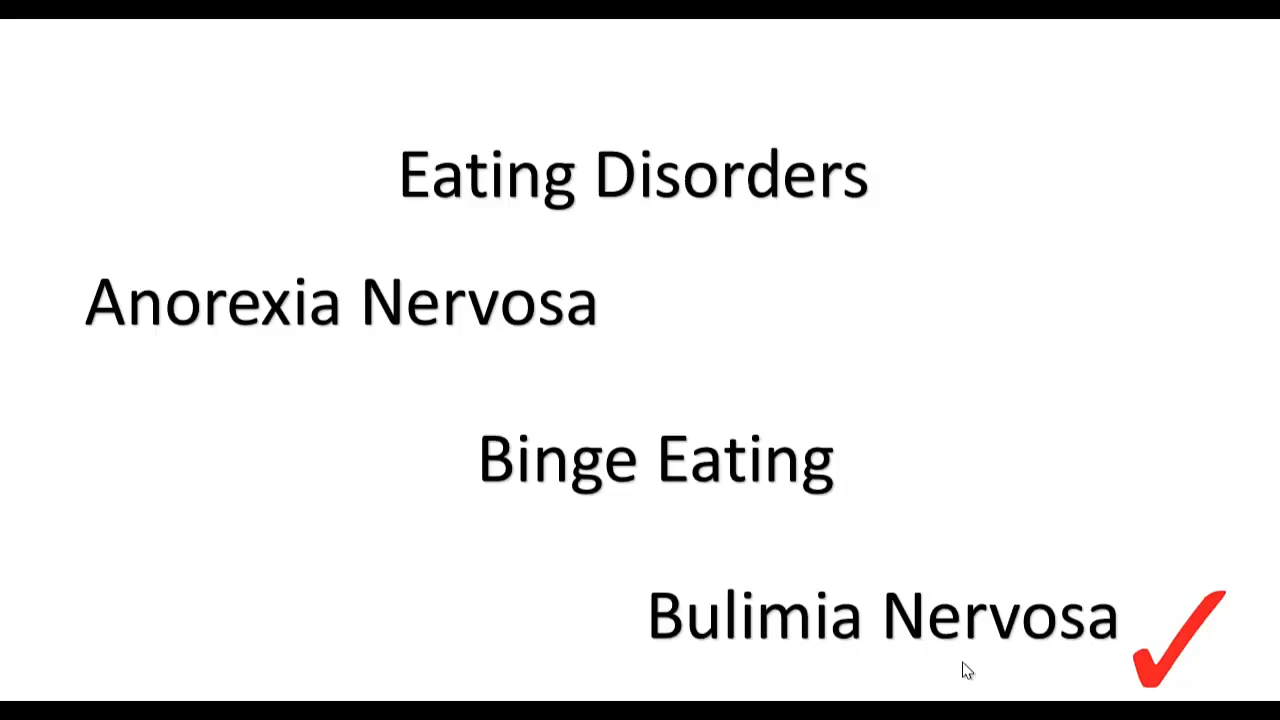 Eating Disorders
Anorexia Nervosa
Binge Eating
Bulimia Nervosa